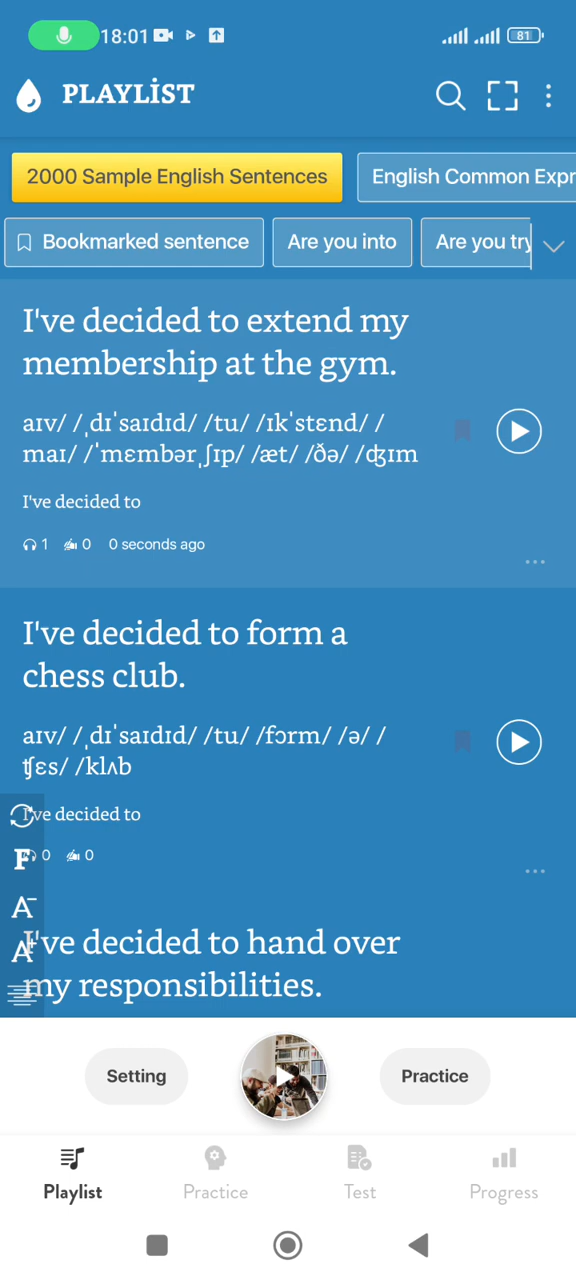 18:01
81
PLAYLİST
2000 Sample English Sentences
English Common Expr
Bookmarked sentence
Are you into
Are you try
I've decided to extend my
membership at the gym.
aɪv/ /ˌdɪˈsaɪdɪd/ /tu/ /ɪkˈstɛnd/ /
maɪ/ /ˈmɛmbərˌʃɪp/ /æt/ /ðə/ /ʤɪm
I've decided to
1 0 0 seconds ago
I've decided to form a
chess club.
aɪv/ /ˌdɪˈsaɪdɪd/ /tu/ /fɔrm/ /ə/ /
ʧɛs/ /klʌb
I've decided to
F 0 0
A-
A+
I've decided to hand over
my responsibilities.
Setting
Practice
Playlist
Practice
Test
Progress